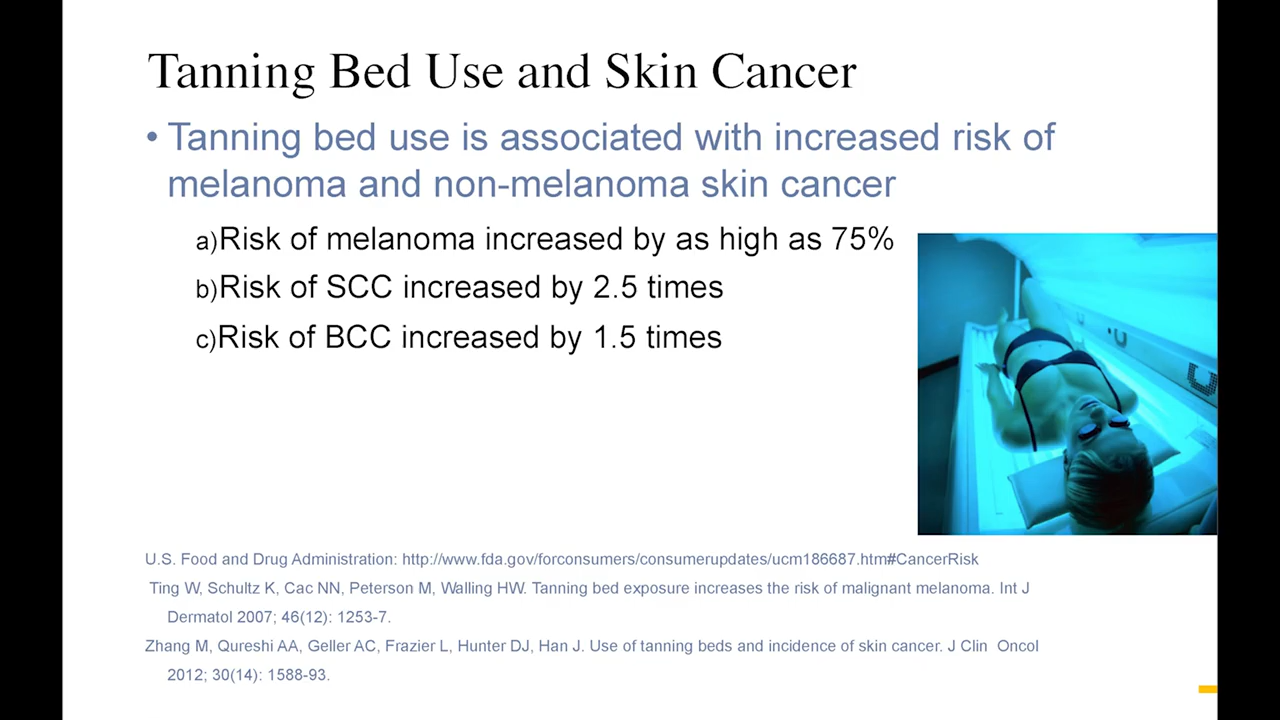 Tanning Bed Use and Skin Cancer
• Tanning bed use is associated with increased risk of
melanoma and non-melanoma skin cancer
a)Risk of melanoma increased by as high as 75%
b)Risk of SCC increased by 2.5 times
c)Risk of BCC increased by 1.5 times
U.S. Food and Drug Administration: http://www.fda.gov/forconsumers/consumerupdates/ucm186687.htm#CancerRisk
Ting W, Schultz K, Cac NN, Peterson M, Walling HW. Tanning bed exposure increases the risk of malignant melanoma. Int J
Dermatol 2007; 46(12): 1253-7.
Zhang M, Qureshi AA, Geller AC, Frazier L, Hunter DJ, Han J. Use of tanning beds and incidence of skin cancer. J Clin Oncol
2012; 30(14): 1588-93.